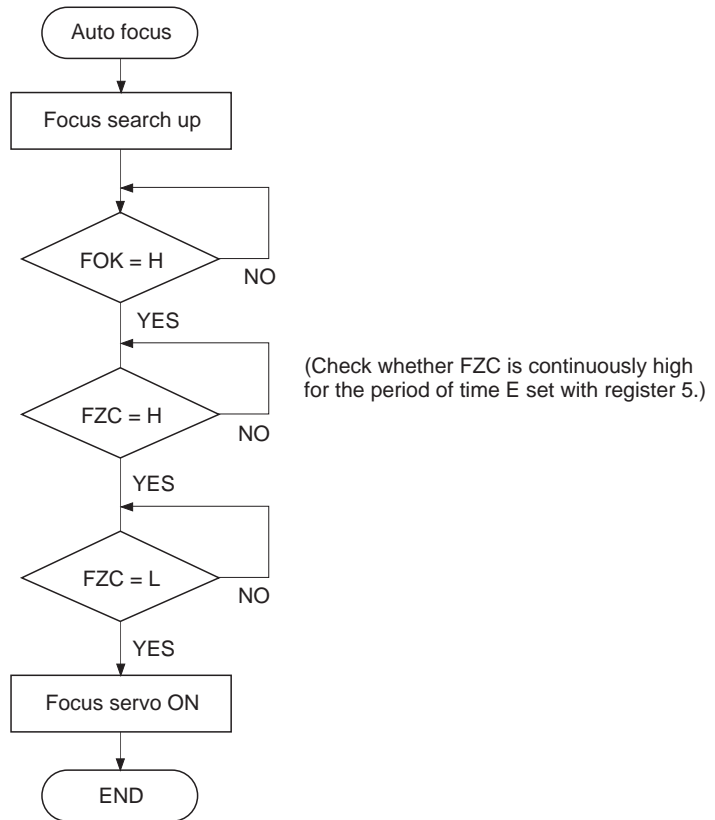 Auto focus
Focus search up
FOK = H
NO
YES
(Check whether FZC is continuously high
for the period of time E set with register 5.)
FZC = H
NO
YES
FZC = L
NO
YES
Focus servo ON
END